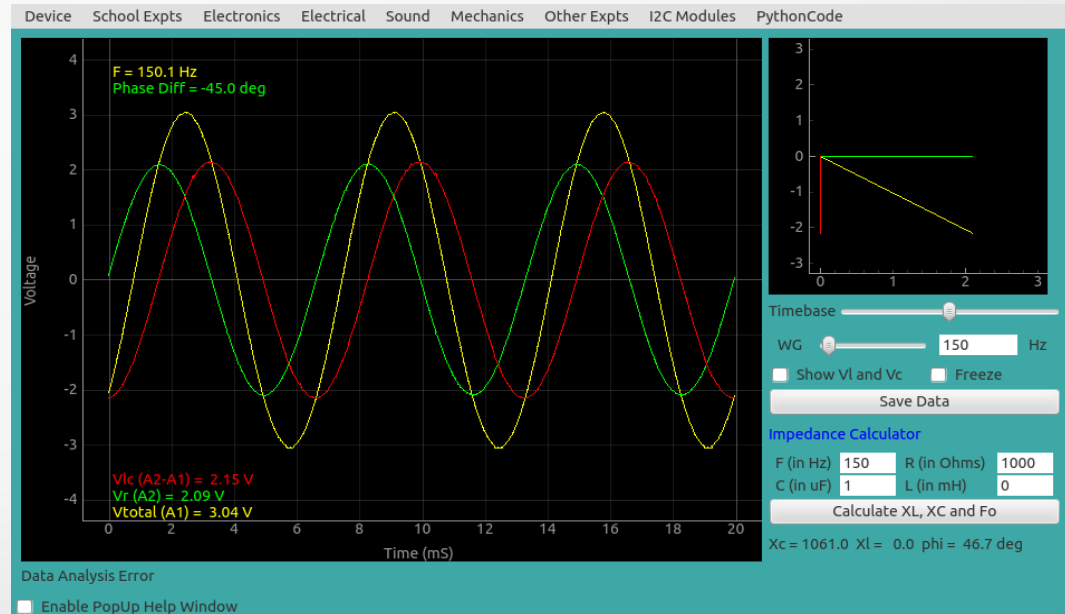 Device School Expts Electronics Electrical Sound Mechanics Other Expts I2C Modules PythonCode
F = 150.1 Hz
Phase Diff = -45.0 deg
4
3
2
1
0
-1
-2
-3
-4
Voltage
Vlc (A2-A1) = 2.15 V
Vr (A2) = 2.09 V
Vtotal (A1) = 3.04 V
0 2 4 6 8 10 12 14 16 18 20
Time (mS)
3
2
1
0
-1
-2
-3
0 1 2 3
Timebase
WG 150 Hz
Show Vl and Vc Freeze
Save Data
Impedance Calculator
F (in Hz) 150 R (in Ohms) 1000
C (in uF) 1 L (in mH) 0
Calculate XL, XC and Fo
Xc = 1061.0 Xl = 0.0 phi = 46.7 deg
Data Analysis Error
Enable PopUp Help Window